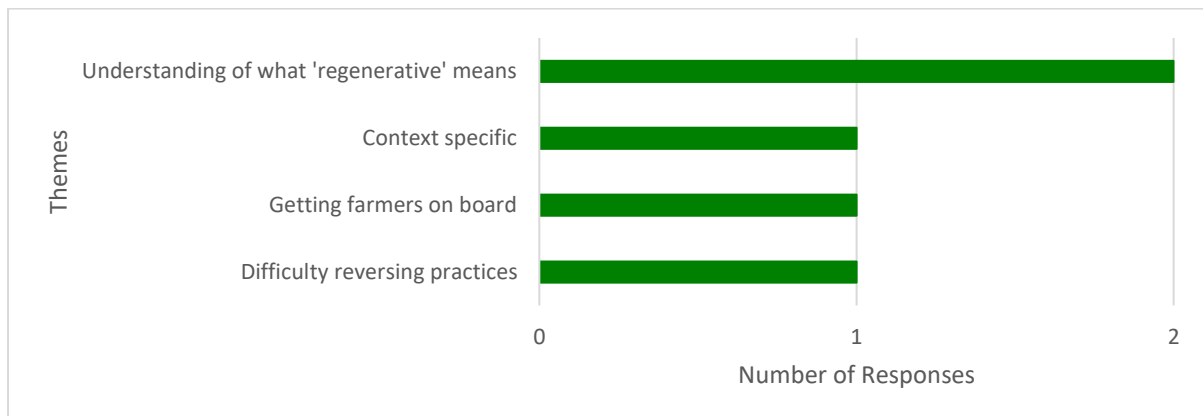 Themes
Understanding of what 'regenerative' means
Context specific
Getting farmers on board
Difficulty reversing practices
0 1 2
Number of Responses